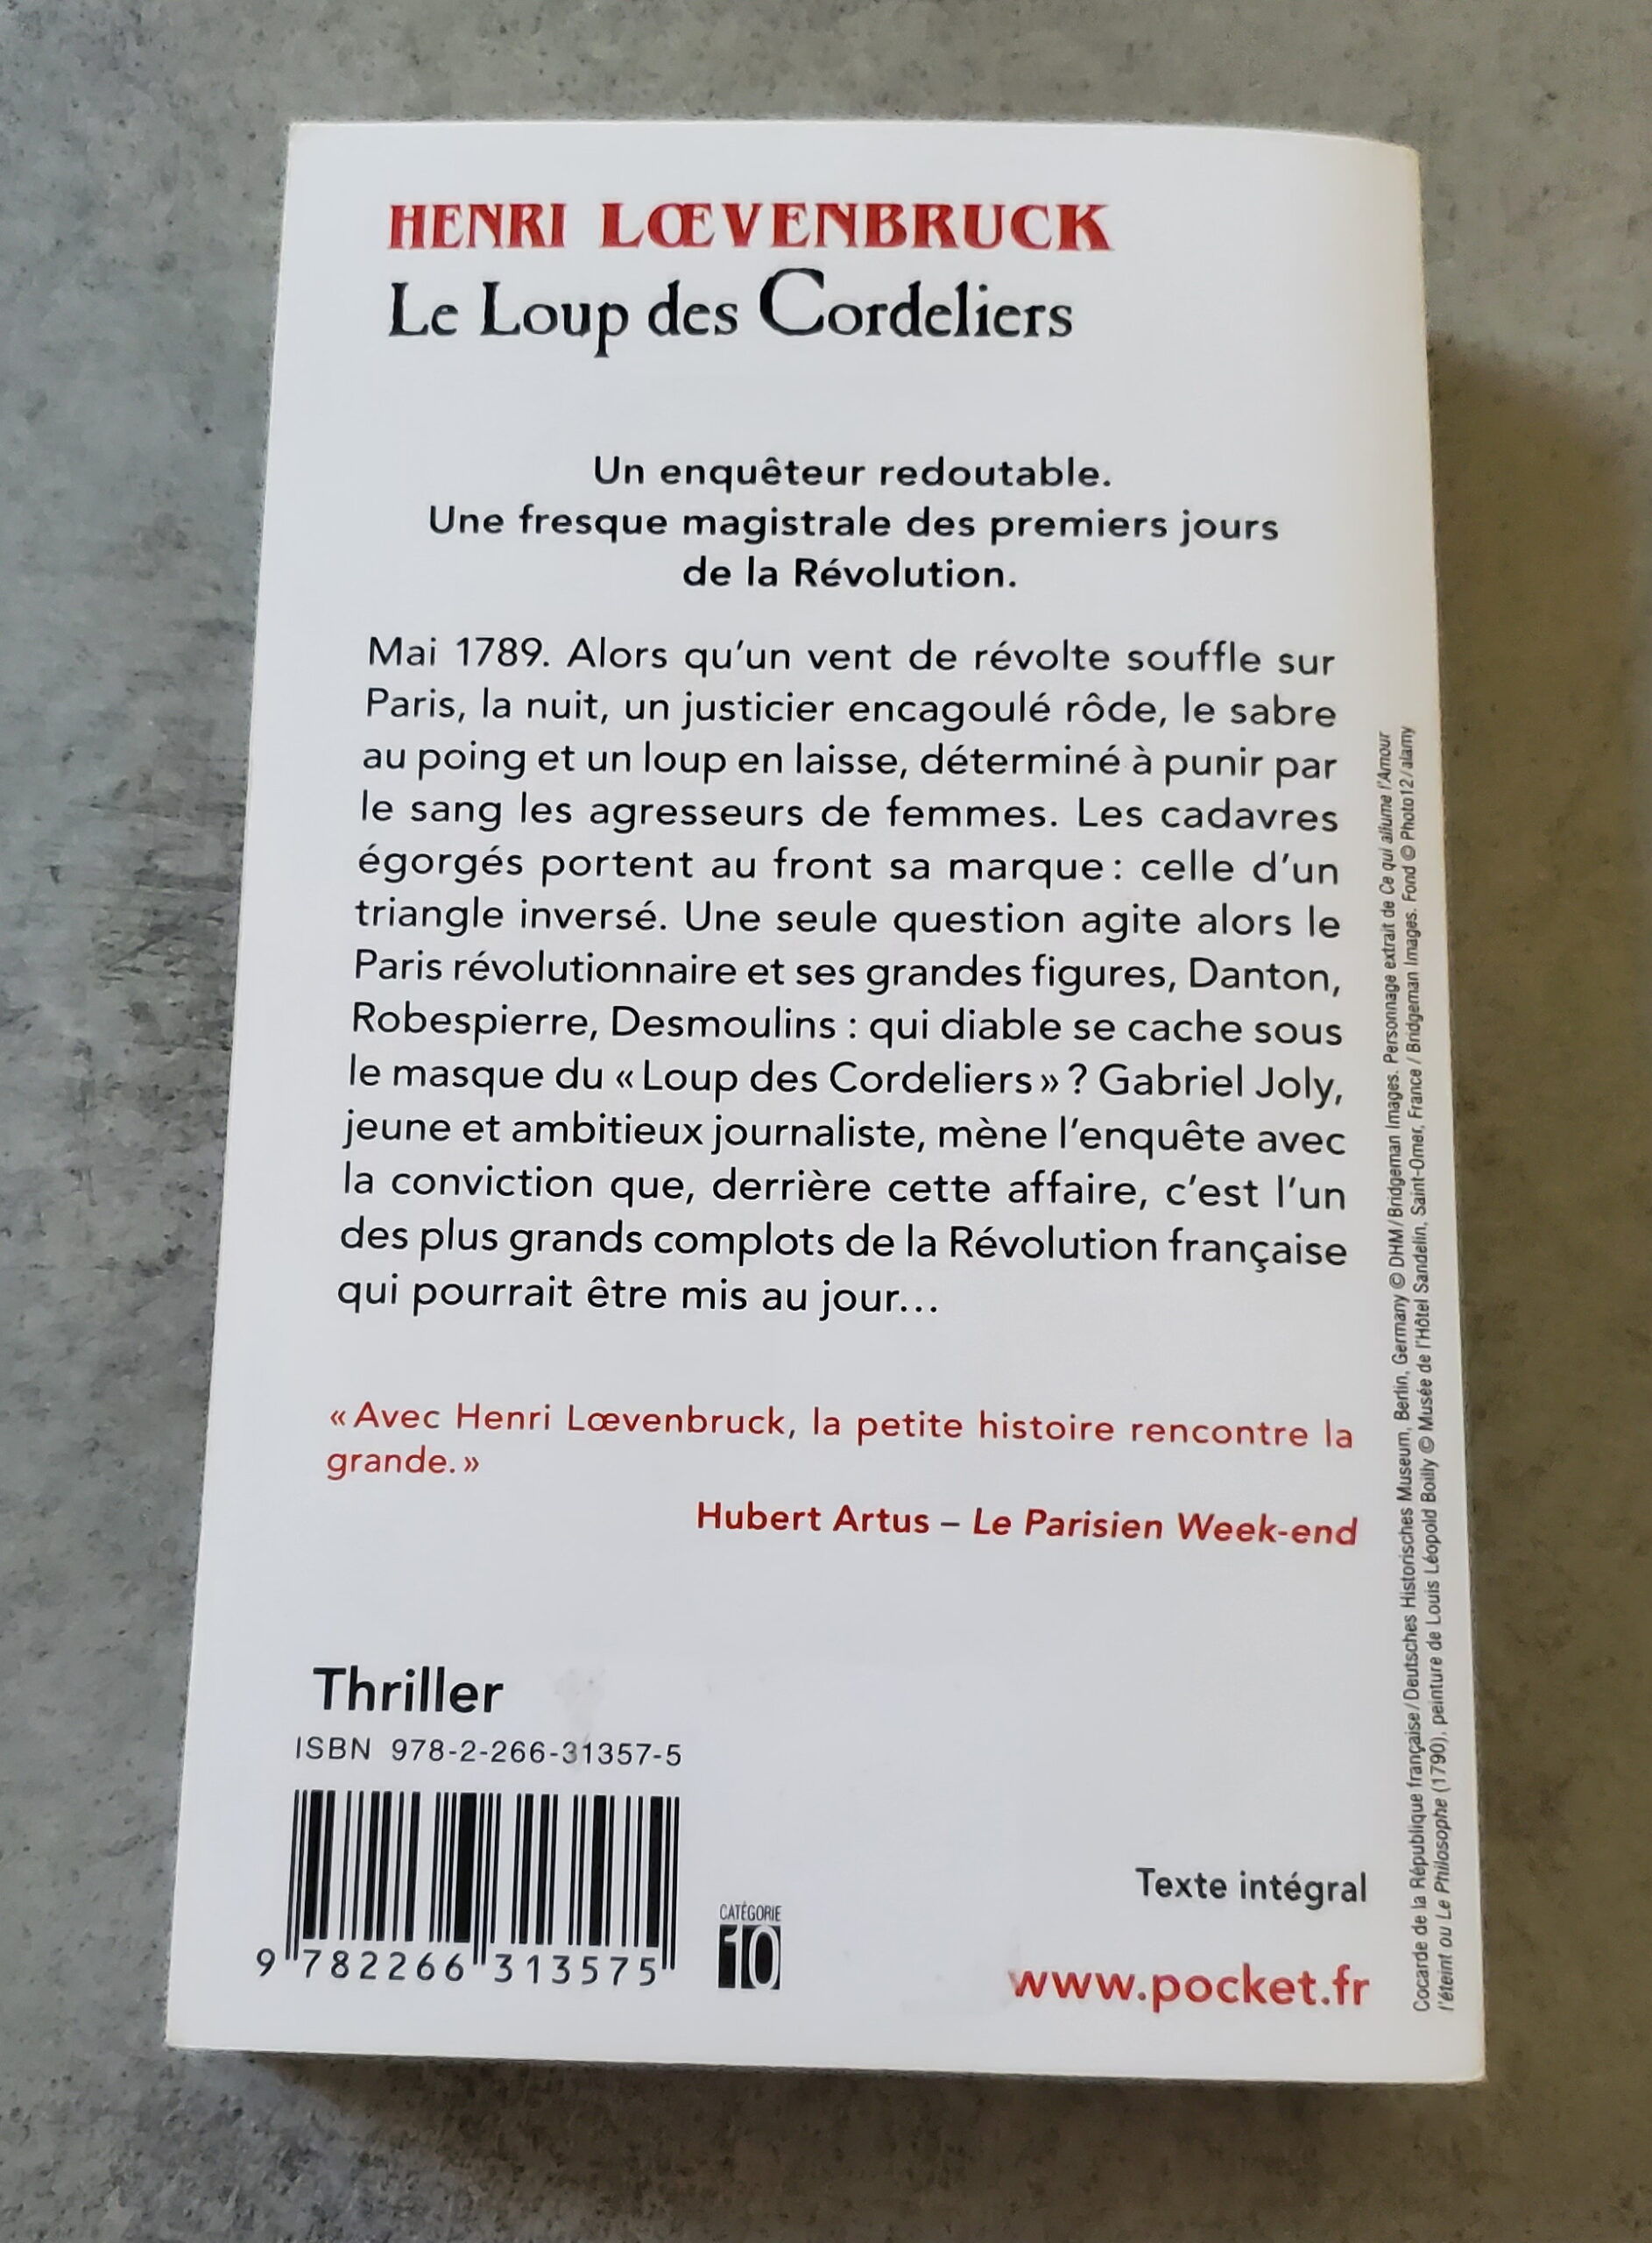 HENRI LŒVENBRUCK
Le Loup des Cordeliers
Un enquêteur redoutable.
Une fresque magistrale des premiers jours
de la Révolution.
Mai 1789. Alors qu'un vent de révolte souffle sur
Paris, la nuit, un justicier encagoulé rôde, le sabre
au poing et un loup en laisse, déterminé à punir par
le sang les agresseurs de femmes. Les cadavres
égorgés portent au front sa marque : celle d'un
triangle inversé. Une seule question agite alors le
Paris révolutionnaire et ses grandes figures, Danton,
Robespierre, Desmoulins : qui diable se cache sous
le masque du « Loup des Cordeliers » ? Gabriel Joly,
jeune et ambitieux journaliste, mène l'enquête avec
la conviction que, derrière cette affaire, c'est l'un
des plus grands complots de la Révolution française
qui pourrait être mis au jour...
« Avec Henri Lœvenbruck, la petite histoire rencontre la
grande. »
Hubert Artus – Le Parisien Week-end
Thriller
ISBN 978-2-266-31357-5
9 782266 313575
CATÉGORIE
10
Texte intégral
www.pocket.fr
Cocarde de la République française / Deutsches Historisches Museum, Berlin, Germany © DHM / Bridgeman Images. Personnage extrait de Ce qui allume l'Amour
l'éteint ou Le Philosophe (1790), peinture de Louis Léopold Boilly © Musée de l'Hôtel Sandelin, Saint-Omer, France / Bridgeman Images. Fond © Photo12 / alamy